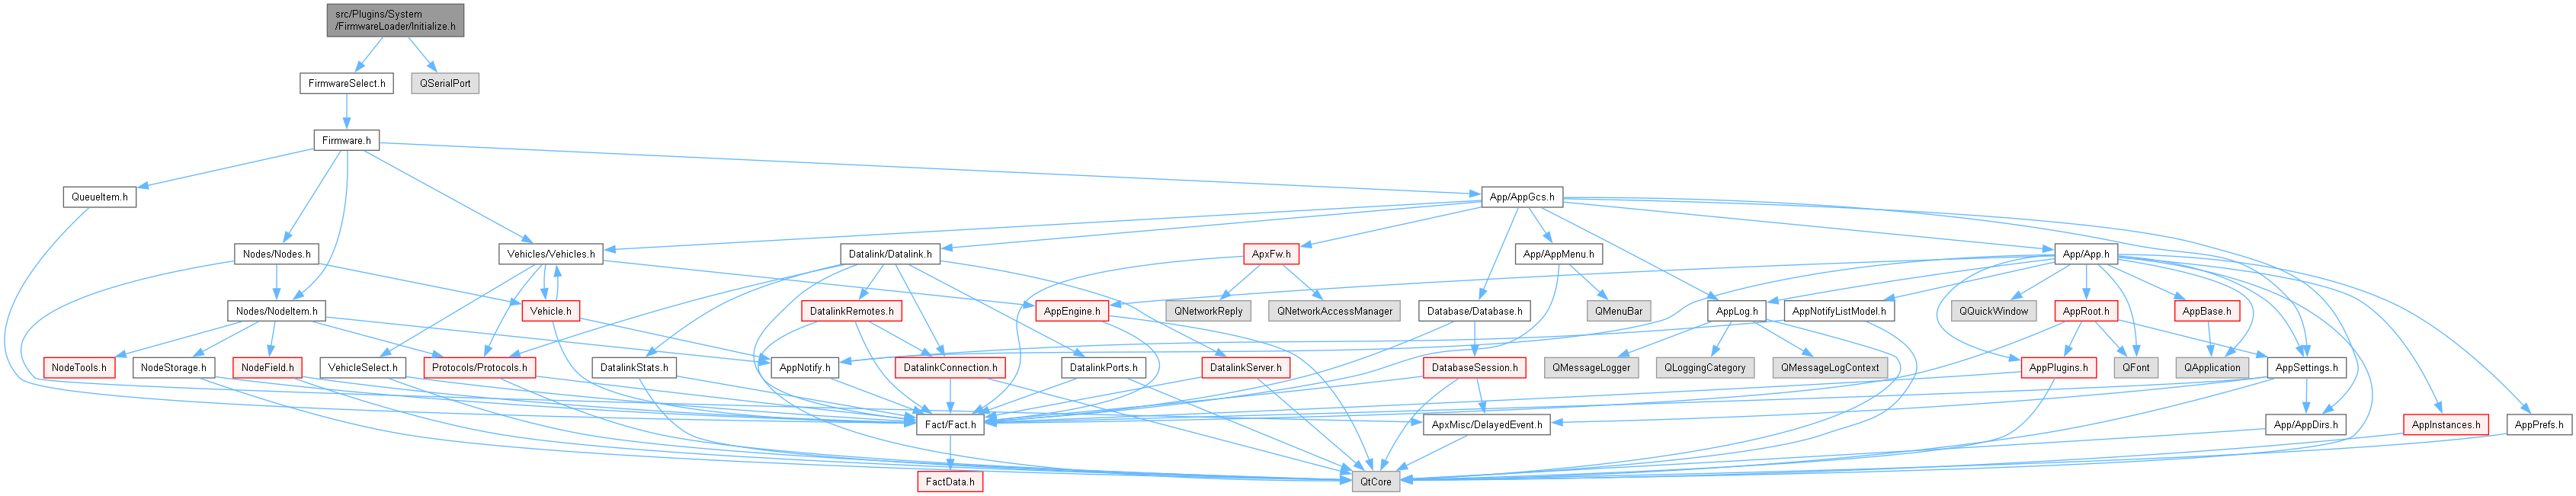 src/Plugins/System
/FirmwareLoader/Initialize.h
FirmwareSelect.h
QSerialPort
Firmware.h
QueueItem.h
App/AppGcs.h
Nodes/Nodes.h
Vehicles/Vehicles.h
Datalink/Datalink.h
ApxFw.h
App/AppMenu.h
App/App.h
Nodes/NodeItem.h
Vehicle.h
DatalinkRemotes.h
AppEngine.h
QNetworkReply
QNetworkAccessManager
Database/Database.h
QMenuBar
AppLog.h
AppNotifyListModel.h
QQuickWindow
AppRoot.h
AppBase.h
NodeTools.h
NodeStorage.h
NodeField.h
VehicleSelect.h
Protocols/Protocols.h
DatalinkStats.h
AppNotify.h
DatalinkConnection.h
DatalinkPorts.h
DatalinkServer.h
DatabaseSession.h
QMessageLogger
QLoggingCategory
QMessageLogContext
AppPlugins.h
QFont
QApplication
AppSettings.h
Fact/Fact.h
ApxMisc/DelayedEvent.h
App/AppDirs.h
AppInstances.h
AppPrefs.h
FactData.h
QtCore